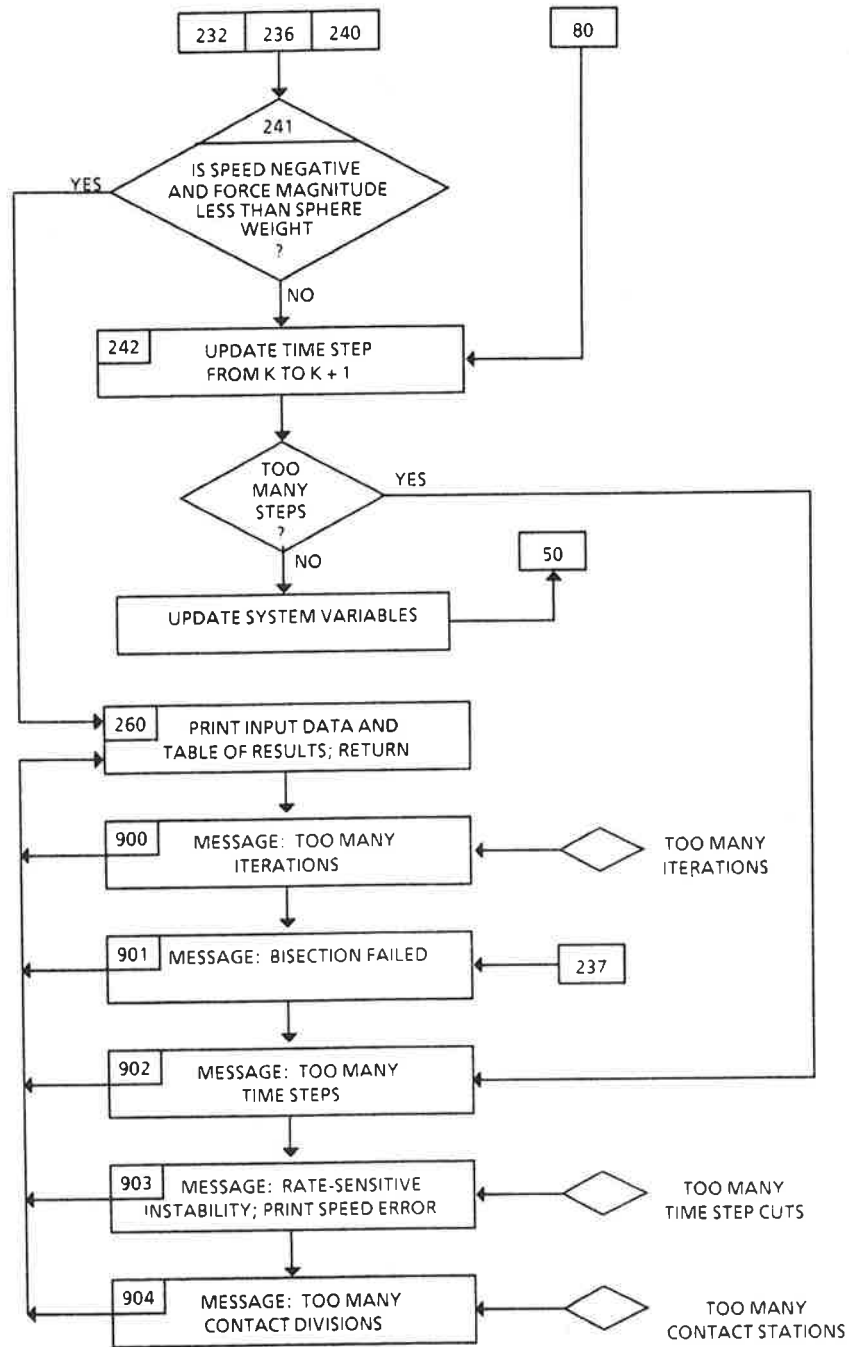 232 236 240
80
241
IS SPEED NEGATIVE
AND FORCE MAGNITUDE
LESS THAN SPHERE
WEIGHT
?
YES
NO
242
UPDATE TIME STEP
FROM K TO K + 1
TOO
MANY
STEPS
?
YES
NO
50
UPDATE SYSTEM VARIABLES
260
PRINT INPUT DATA AND
TABLE OF RESULTS; RETURN
900
MESSAGE: TOO MANY
ITERATIONS
TOO MANY
ITERATIONS
901
MESSAGE: BISECTION FAILED
237
902
MESSAGE: TOO MANY
TIME STEPS
903
MESSAGE: RATE-SENSITIVE
INSTABILITY; PRINT SPEED ERROR
TOO MANY
TIME STEP CUTS
904
MESSAGE: TOO MANY
CONTACT DIVISIONS
TOO MANY
CONTACT STATIONS